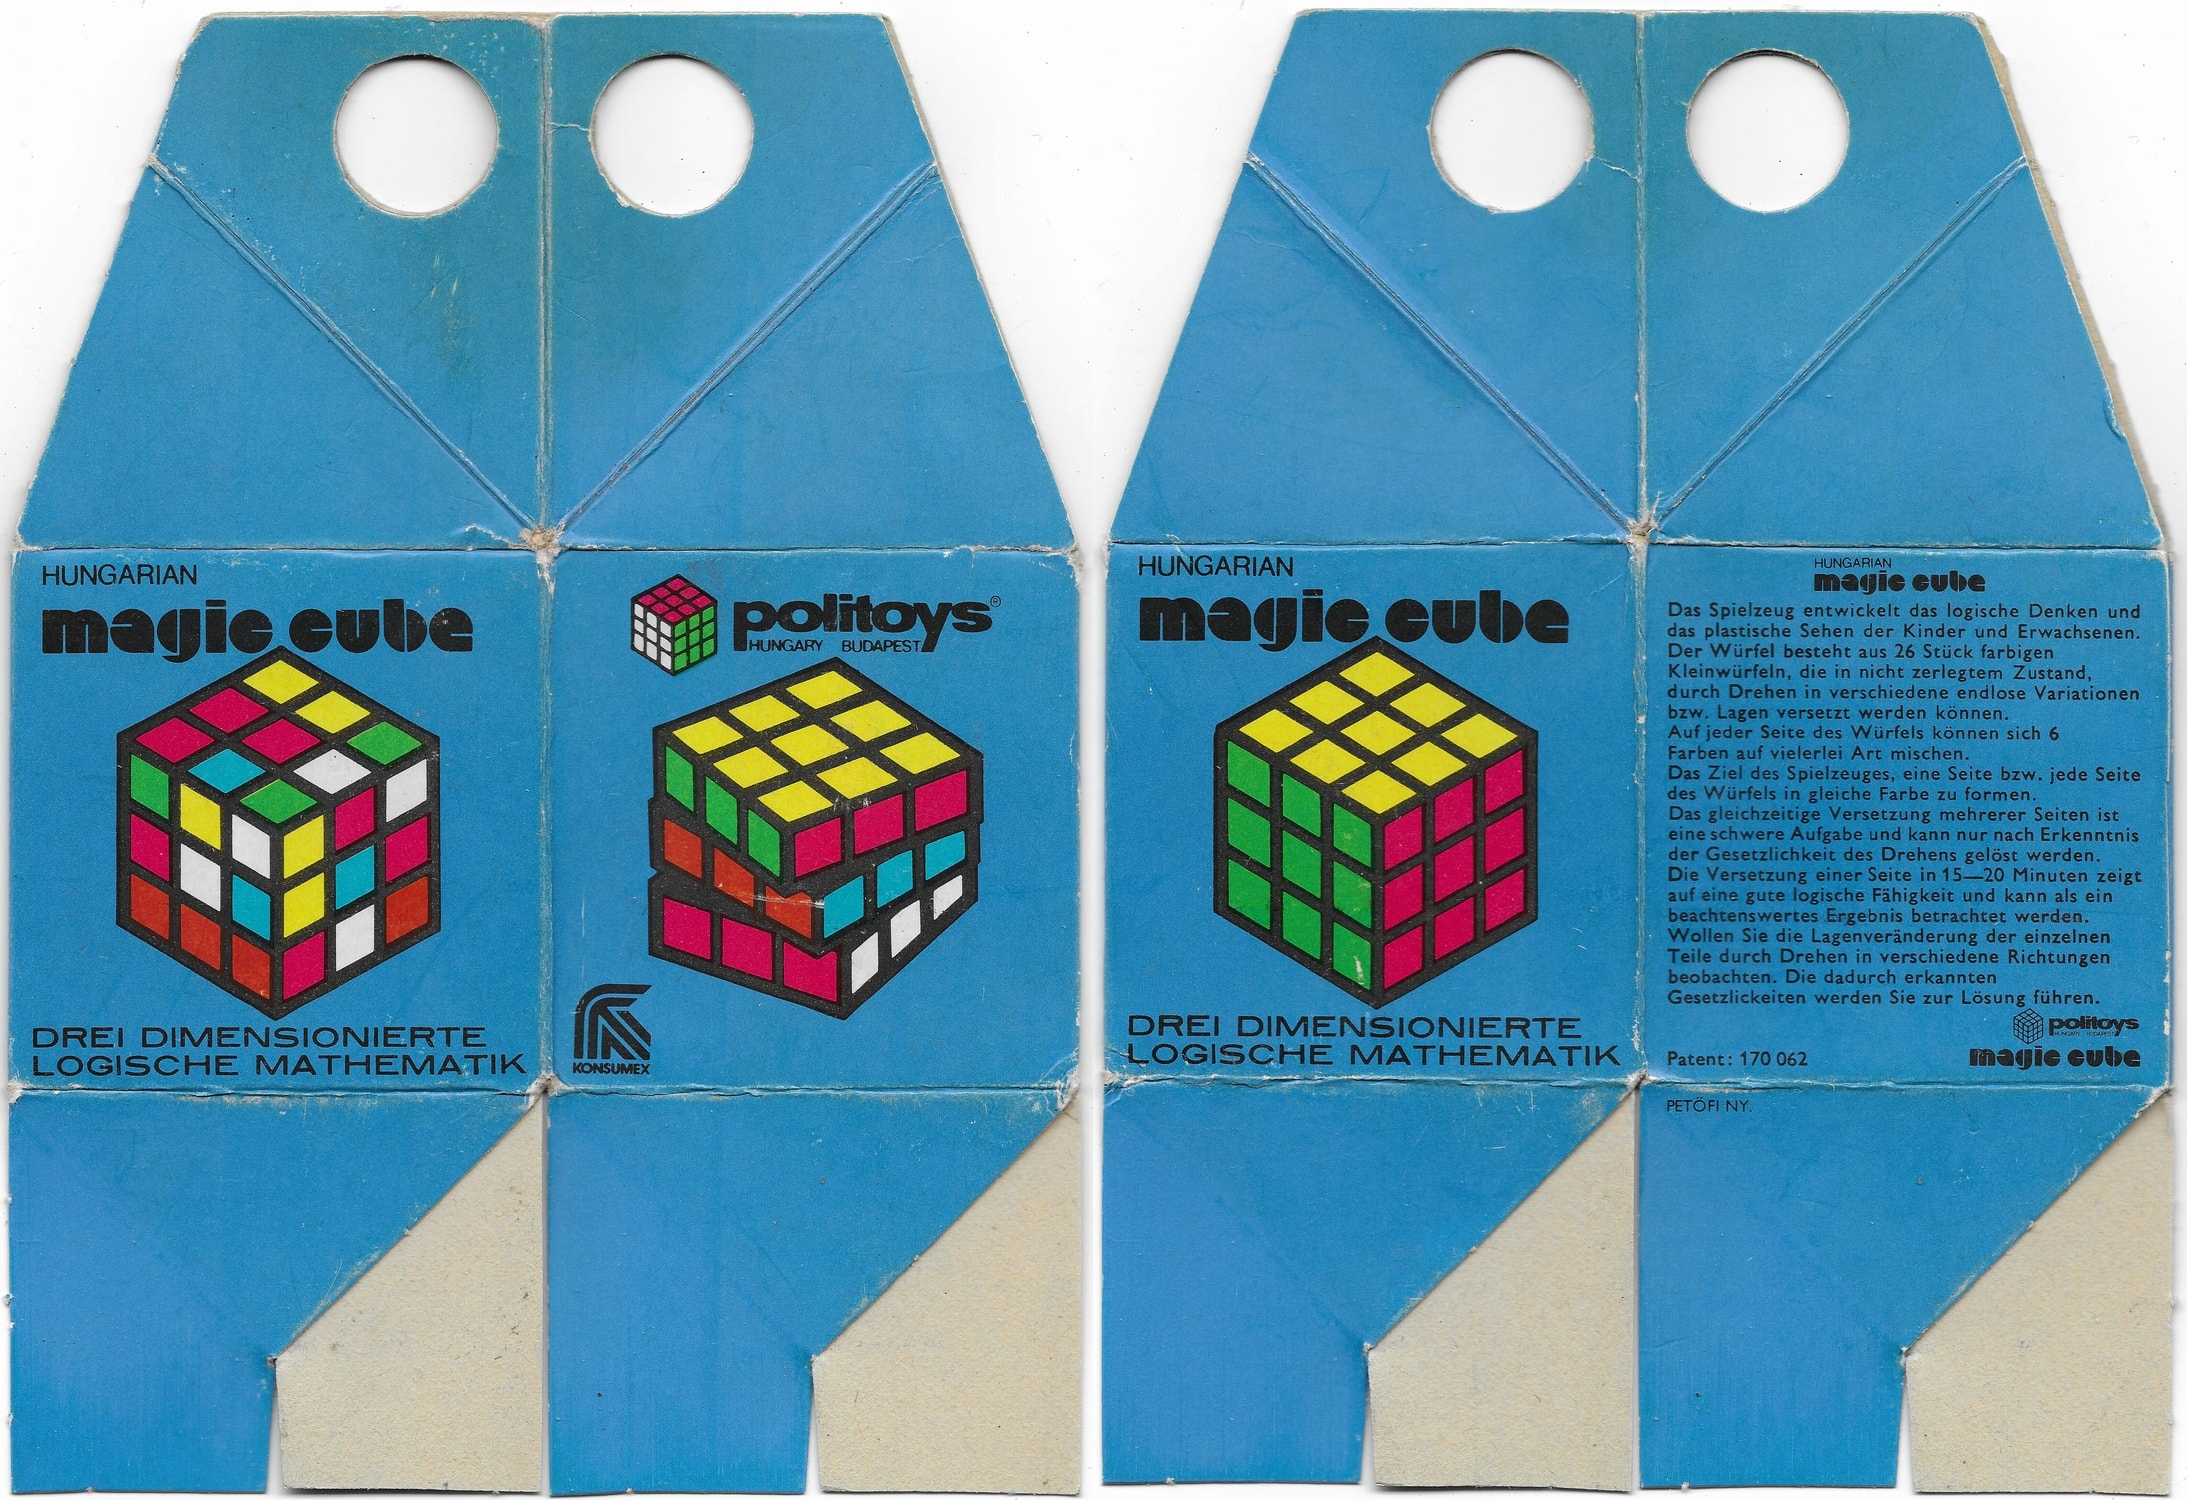 HUNGARIAN
magic cube
DREI DIMENSIONIERTE
LOGISCHE MATHEMATIK
politoys®
HUNGARY BUDAPEST
KONSUMEX
HUNGARIAN
magic cube
DREI DIMENSIONIERTE
LOGISCHE MATHEMATIK
HUNGARIAN
magic cube
Das Spielzeug entwickelt das logische Denken und
das plastische Sehen der Kinder und Erwachsenen.
Der Würfel besteht aus 26 Stück farbigen
Kleinwürfeln, die in nicht zerlegtem Zustand,
durch Drehen in verschiedene endlose Variationen
bzw. Lagen versetzt werden können.
Auf jeder Seite des Würfels können sich 6
Farben auf vielerlei Art mischen.
Das Ziel des Spielzeuges, eine Seite bzw. jede Seite
des Würfels in gleiche Farbe zu formen.
Das gleichzeitige Versetzung mehrerer Seiten ist
eine schwere Aufgabe und kann nur nach Erkenntnis
der Gesetzlichkeit des Drehens gelöst werden.
Die Versetzung einer Seite in 15—20 Minuten zeigt
auf eine gute logische Fähigkeit und kann als ein
beachtenswertes Ergebnis betrachtet werden.
Wollen Sie die Lagenveränderung der einzelnen
Teile durch Drehen in verschiedene Richtungen
beobachten. Die dadurch erkannten
Gesetzlickeiten werden Sie zur Lösung führen.
politoys
HUNGARY BUDAPEST
Patent: 170 062
magic cube
PETŐFI NY.